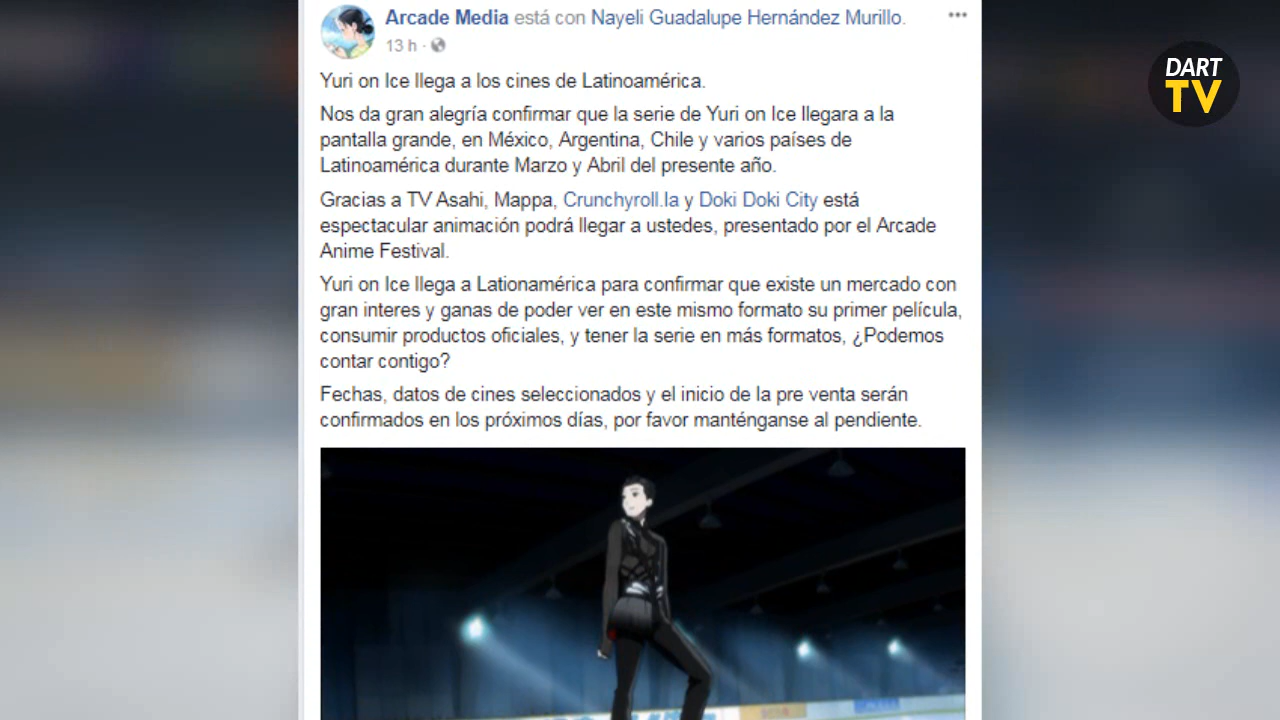 Arcade Media está con Nayeli Guadalupe Hernández Murillo.
13 h ·
DART
TV
Yuri on Ice llega a los cines de Latinoamérica.
Nos da gran alegría confirmar que la serie de Yuri on Ice llegara a la
pantalla grande, en México, Argentina, Chile y varios países de
Latinoamérica durante Marzo y Abril del presente año.
Gracias a TV Asahi, Mappa, Crunchyroll.la y Doki Doki City está
espectacular animación podrá llegar a ustedes, presentado por el Arcade
Anime Festival.
Yuri on Ice llega a Lationamérica para confirmar que existe un mercado con
gran interes y ganas de poder ver en este mismo formato su primer película,
consumir productos oficiales, y tener la serie en más formatos, ¿Podemos
contar contigo?
Fechas, datos de cines seleccionados y el inicio de la pre venta serán
confirmados en los próximos días, por favor manténganse al pendiente.